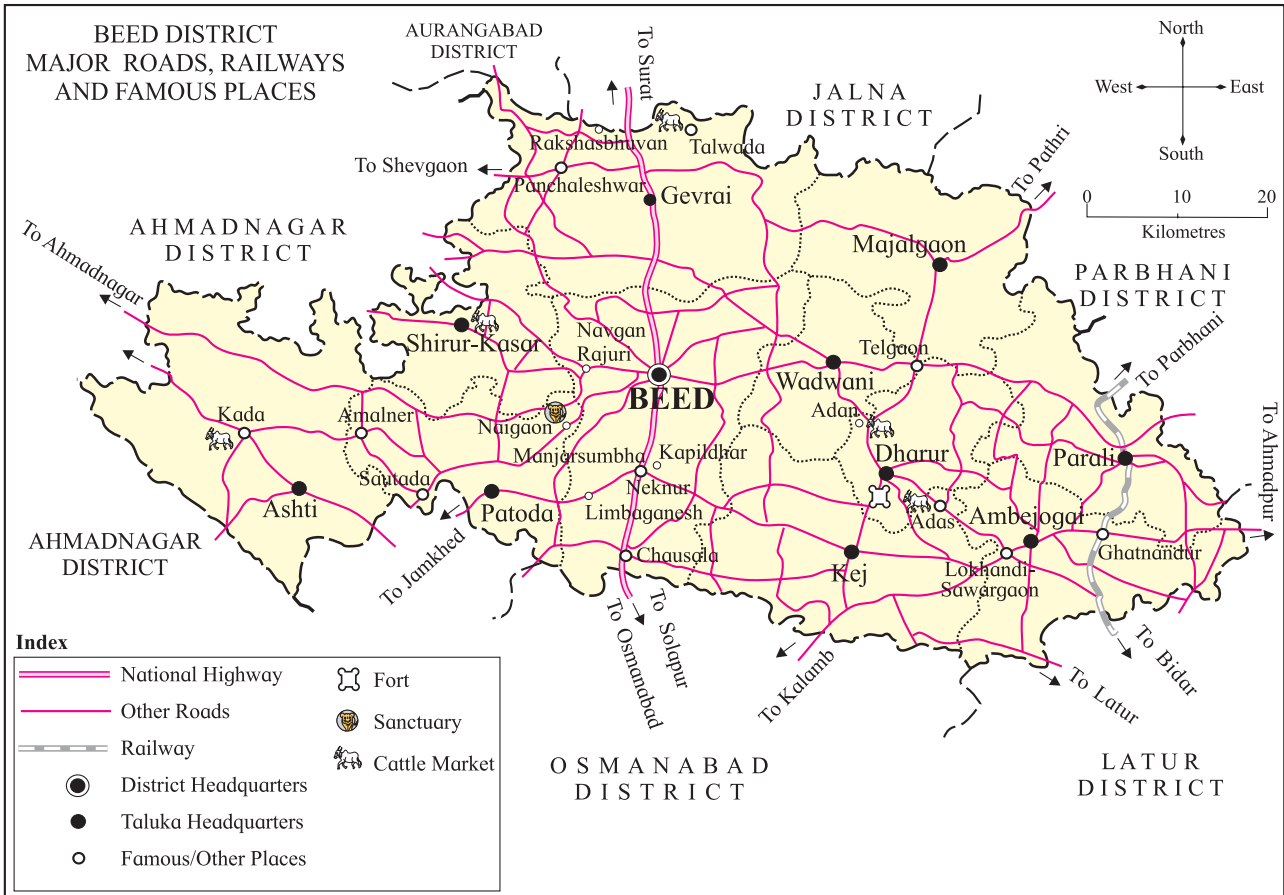 BEED DISTRICT
MAJOR ROADS, RAILWAYS
AND FAMOUS PLACES
AURANGABAD
DISTRICT
To Surat
JALNA
DISTRICT
North
West
East
South
0 10 20
Kilometres
Rakshasbhuvan
Talwada
To Shevgaon
Panchaleshwar
Gevrai
To Pathri
AHMADNAGAR
DISTRICT
To Ahmadnagar
Majalgaon
PARBHANI
DISTRICT
Shirur-Kasar
Navgan
Rajuri
Telgaon
To Parbhani
BEED
Wadwani
Kada
Amalner
Naigaon
Adan
To Ahmadpur
Manjarsumbha
Kapildhar
Dharur
Parali
Sautada
Neknur
Ashti
Patoda
Limbaganesh
Adas
Ambejogai
AHMADNAGAR
DISTRICT
To Jamkhed
Chausala
Kej
Lokhandi-
Sawargaon
Ghatnandur
To Osmanabad
To Solapur
To Kalamb
To Latur
To Bidar
OSMANABAD
DISTRICT
LATUR
DISTRICT
Index
National Highway
Other Roads
Railway
District Headquarters
Taluka Headquarters
Famous/Other Places
Fort
Sanctuary
Cattle Market